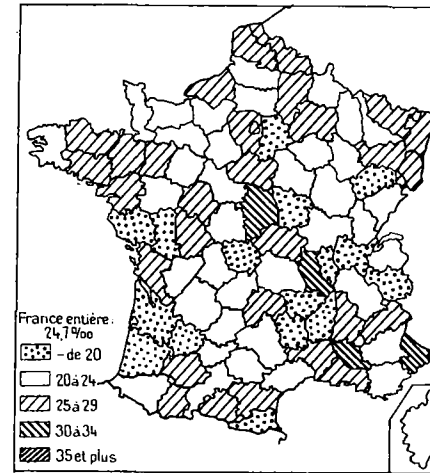 France entière:
24,7‰
- de 20
20 à 24
25 à 29
30 à 34
35 et plus